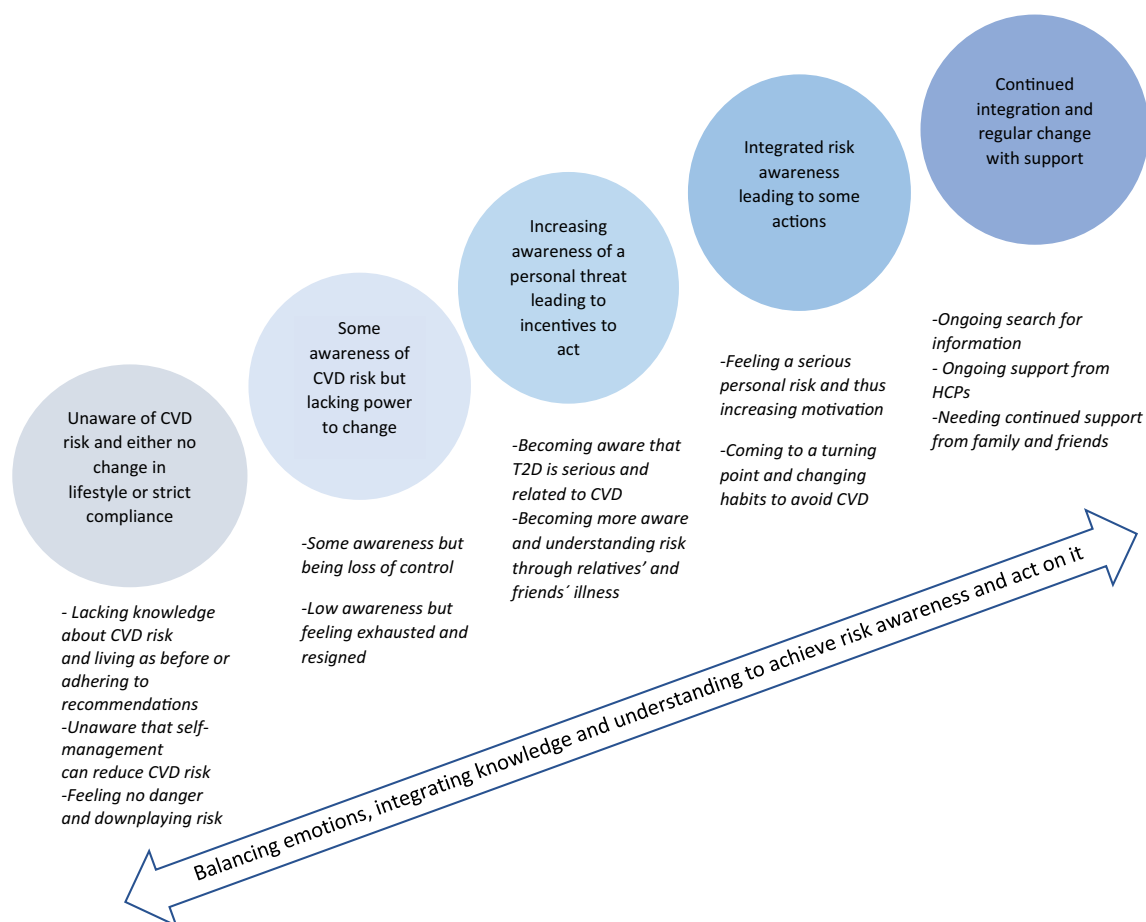 Continued
integration and
regular change
with support
Integrated risk
awareness
leading to some
actions
Increasing
awareness of a
personal threat
leading to
incentives to
act
Some
awareness of
CVD risk but
lacking power
to change
Unaware of CVD
risk and either no
change in
lifestyle or strict
compliance
- Lacking knowledge
about CVD risk
and living as before or
adhering to
recommendations
-Unaware that self-
management
can reduce CVD risk
-Feeling no danger
and downplaying risk
-Some awareness but
being loss of control
-Low awareness but
feeling exhausted and
resigned
-Becoming aware that
T2D is serious and
related to CVD
-Becoming more aware
and understanding risk
through relatives’ and
friends´ illness
-Feeling a serious
personal risk and thus
increasing motivation
-Coming to a turning
point and changing
habits to avoid CVD
-Ongoing search for
information
- Ongoing support from
HCPs
-Needing continued support
from family and friends
Balancing emotions, integrating knowledge and understanding to achieve risk awareness and act on it